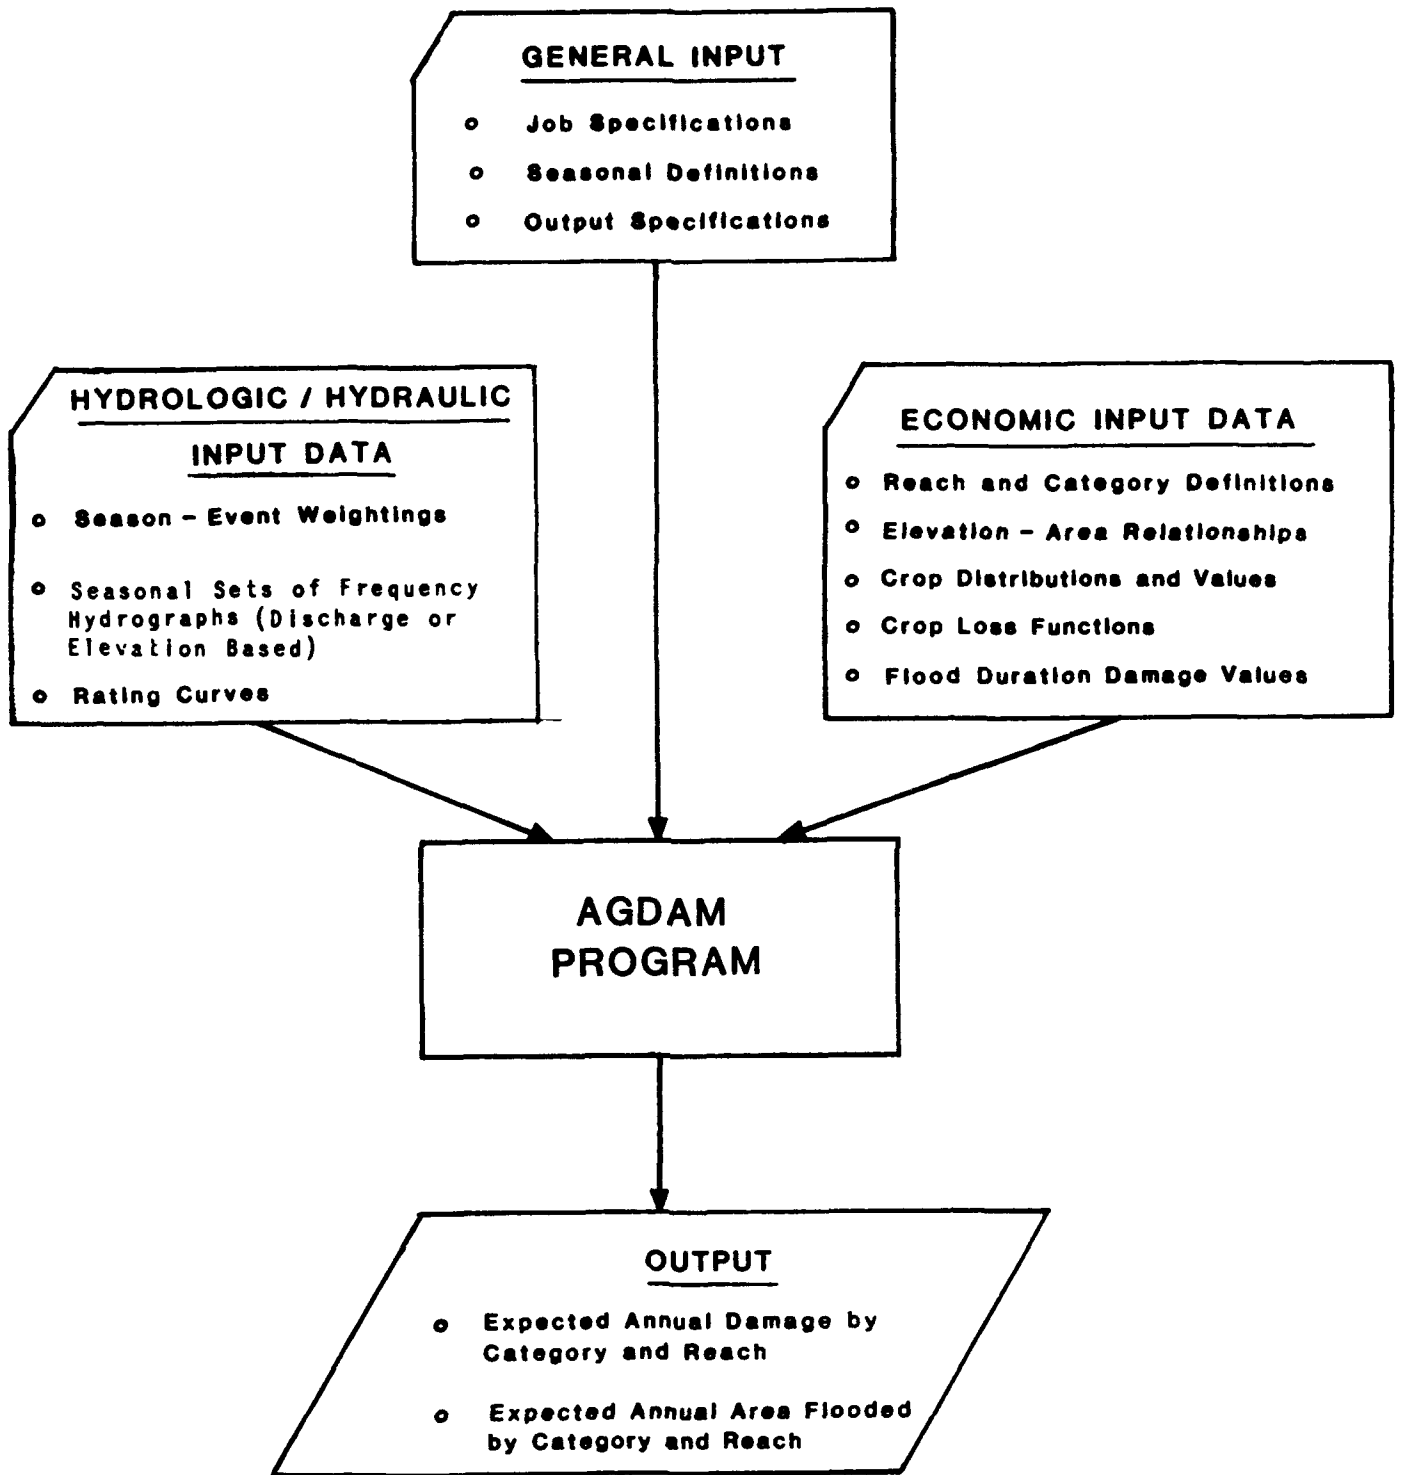 GENERAL INPUT
o Job Specifications
o Seasonal Definitions
o Output Specifications
HYDROLOGIC / HYDRAULIC
INPUT DATA
o Season - Event Weightings
o Seasonal Sets of Frequency
Hydrographs (Discharge or
Elevation Based)
o Rating Curves
ECONOMIC INPUT DATA
o Reach and Category Definitions
o Elevation - Area Relationships
o Crop Distributions and Values
o Crop Loss Functions
o Flood Duration Damage Values
AGDAM
PROGRAM
OUTPUT
o Expected Annual Damage by
Category and Reach
o Expected Annual Area Flooded
by Category and Reach